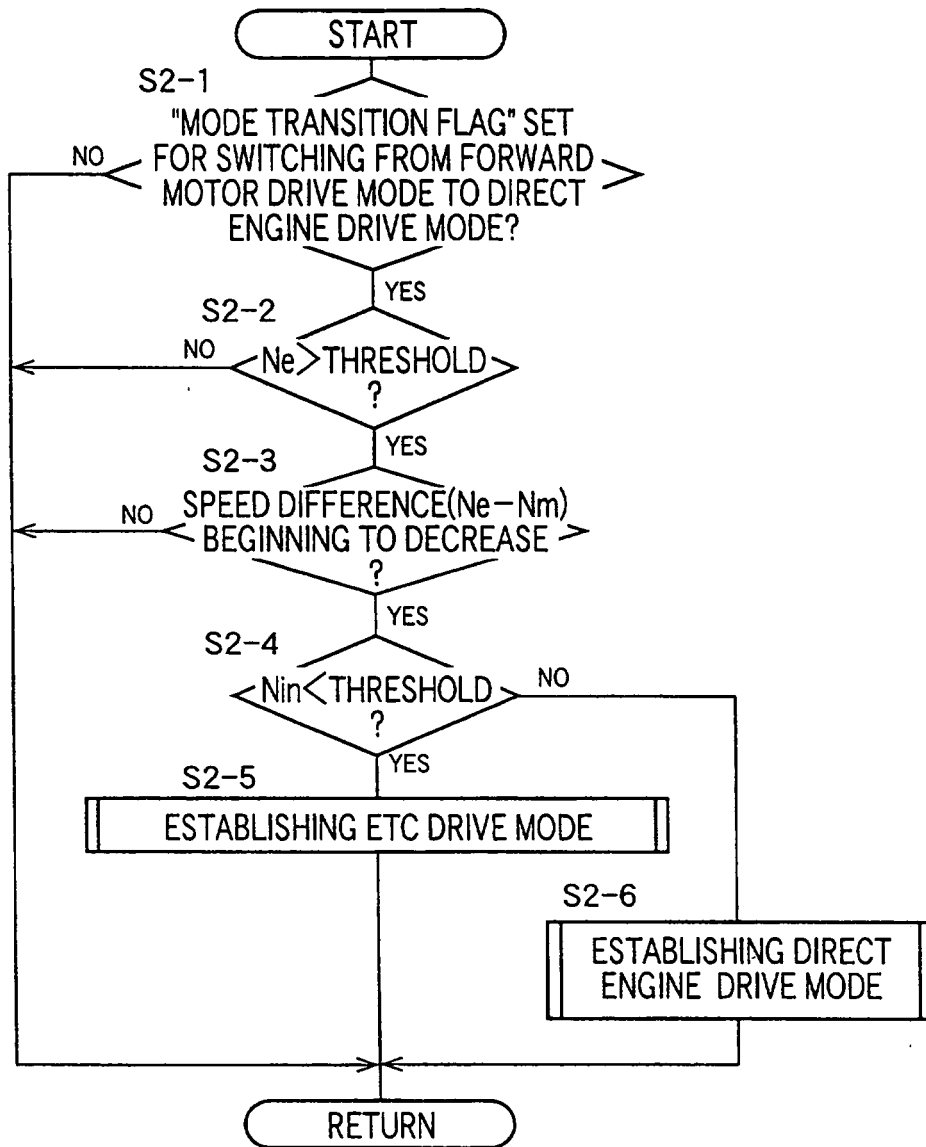 START
S2-1
"MODE TRANSITION FLAG" SET
NO
FOR SWITCHING FROM FORWARD
MOTOR DRIVE MODE TO DIRECT
ENGINE DRIVE MODE?
YES
S2-2
NO
Ne>THRESHOLD
?
YES
S2-3
NO
SPEED DIFFERENCE(Ne-Nm)
BEGINNING TO DECREASE
?
YES
S2-4
Nin<THRESHOLD
NO
?
YES
S2-5
ESTABLISHING ETC DRIVE MODE
S2-6
ESTABLISHING DIRECT
ENGINE DRIVE MODE
RETURN